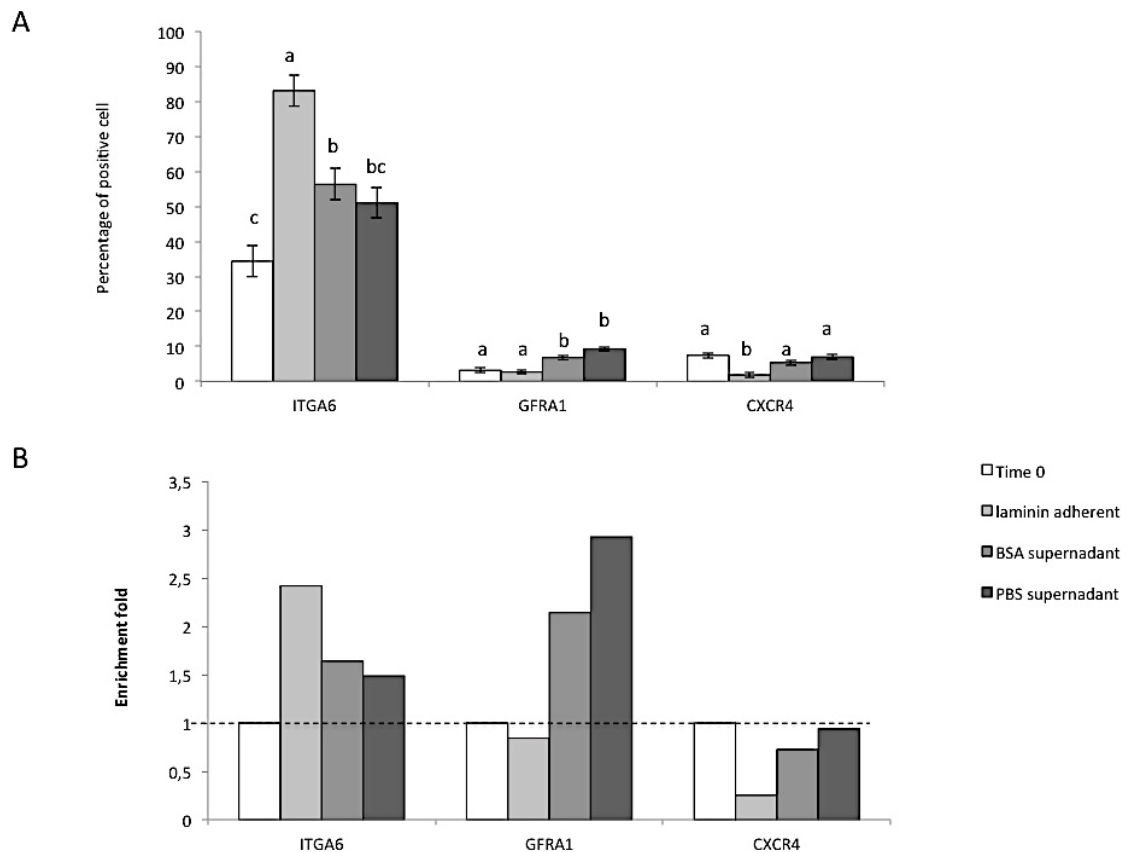 A
Percentage of positive cell
100
90
80
70
60
50
40
30
20
10
0
a
b
bc
c
a
a
b
b
a
b
a
a
ITGA6
GFRA1
CXCR4
B
Enrichment fold
3,5
3
2,5
2
1,5
1
0,5
0
ITGA6
GFRA1
CXCR4
Time 0
laminin adherent
BSA supernadant
PBS supernadant